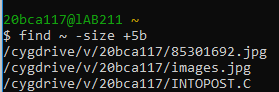 20bca117@lAB211 ~
$ find ~ -size +5b
/cygdrive/v/20bca117/85301692.jpg
/cygdrive/v/20bca117/images.jpg
/cygdrive/v/20bca117/INTOPOST.C